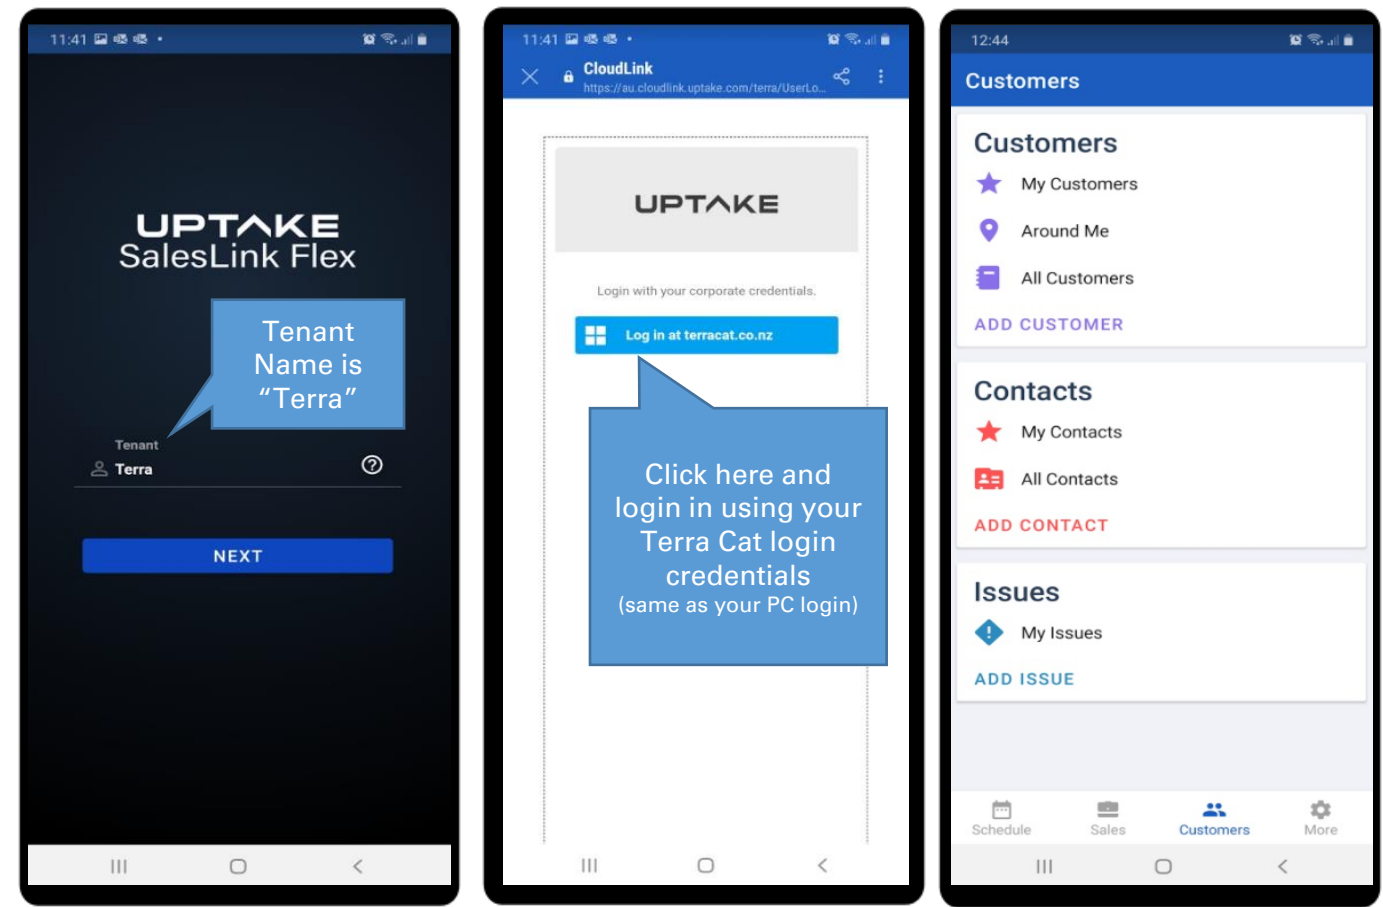 11:41
UPTAKE
SalesLink Flex
Tenant
Name is
“Terra”
Tenant
Terra
NEXT
11:41
CloudLink
https://au.cloudlink.uptake.com/terra/UserLo...
UPTAKE
Login with your corporate credentials.
Log in at terracat.co.nz
Click here and
login in using your
Terra Cat login
credentials
(same as your PC login)
12:44
Customers
Customers
My Customers
Around Me
All Customers
ADD CUSTOMER
Contacts
My Contacts
All Contacts
ADD CONTACT
Issues
My Issues
ADD ISSUE
Schedule Sales Customers More